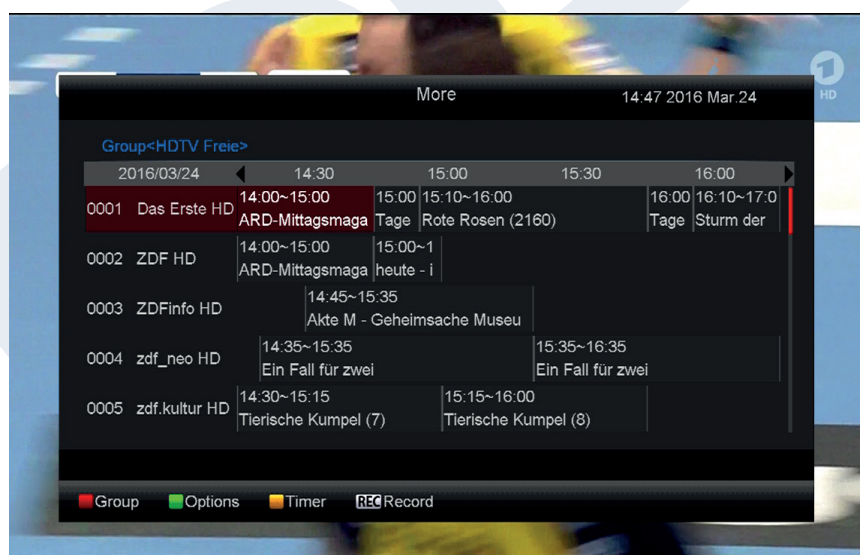 More 14:47 2016 Mar.24
HD
Group<HDTV Freie>
2016/03/24 14:30 15:00 15:30 16:00
14:00~15:00 15:00 15:10~16:00 16:00 16:10~17:0
0001 Das Erste HD ARD-Mittagsmaga Tage Rote Rosen (2160) Tage Sturm der
14:00~15:00 15:00~1
0002 ZDF HD ARD-Mittagsmaga heute - i
14:45~15:35
0003 ZDFinfo HD Akte M - Geheimsache Museu
14:35~15:35 15:35~16:35
0004 zdf_neo HD Ein Fall für zwei Ein Fall für zwei
14:30~15:15 15:15~16:00
0005 zdf.kultur HD Tierische Kumpel (7) Tierische Kumpel (8)
Group Options Timer REC Record